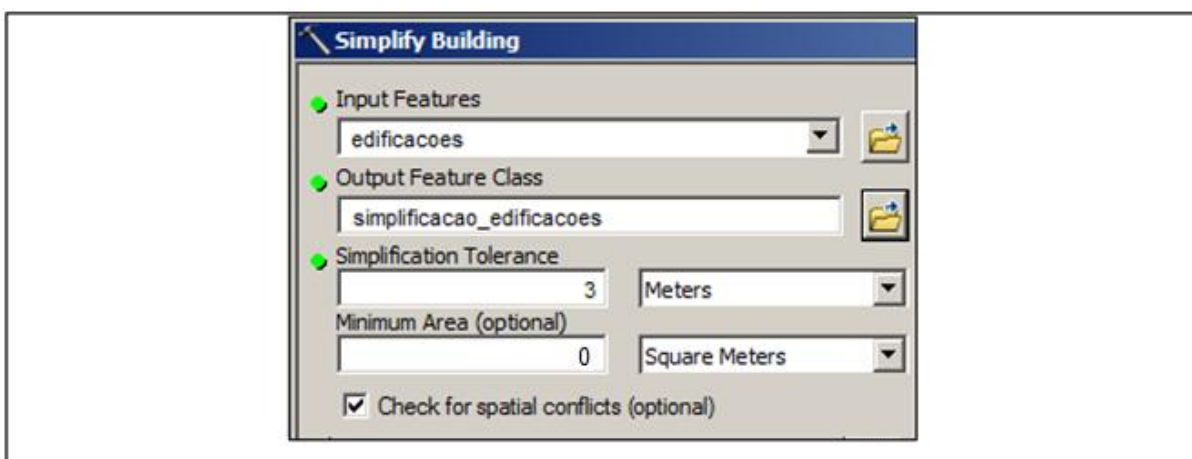 Simplify Building
Input Features
edificacoes
Output Feature Class
simplificacao_edificacoes
Simplification Tolerance
3 Meters
Minimum Area (optional)
0 Square Meters
Check for spatial conflicts (optional)